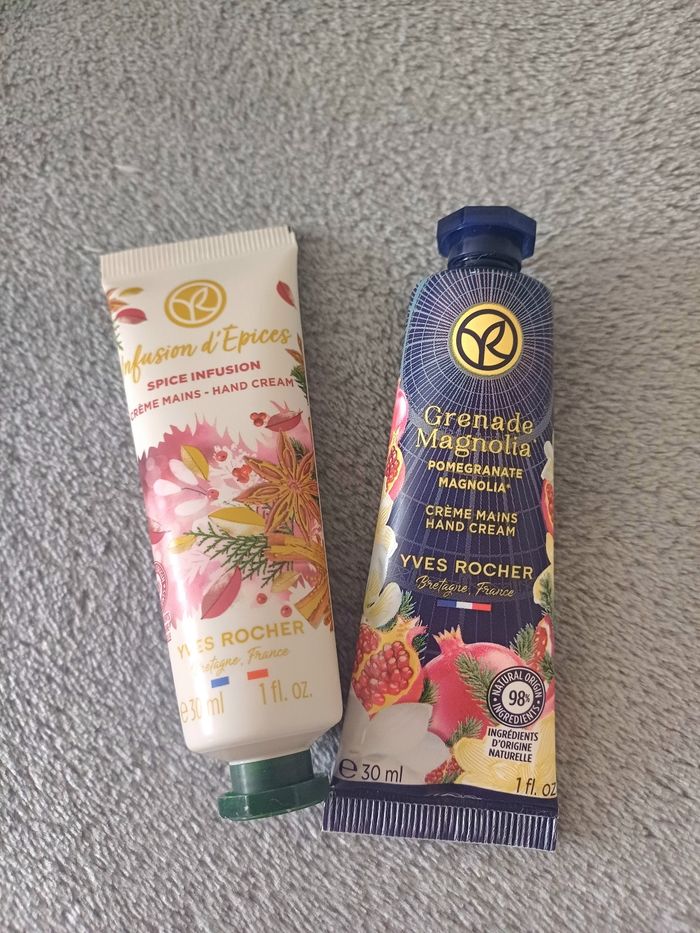 Infusion d'Épices
SPICE INFUSION
CRÈME MAINS - HAND CREAM
YVES ROCHER
Bretagne, France
e 30 ml 1 fl. oz.
Grenade
Magnolia
POMEGRANATE
MAGNOLIA*
CRÈME MAINS
HAND CREAM
YVES ROCHER
Bretagne, France
NATURAL ORIGIN
98%
INGREDIENTS
INGRÉDIENTS
D'ORIGINE
NATURELLE
e 30 ml 1 fl. oz